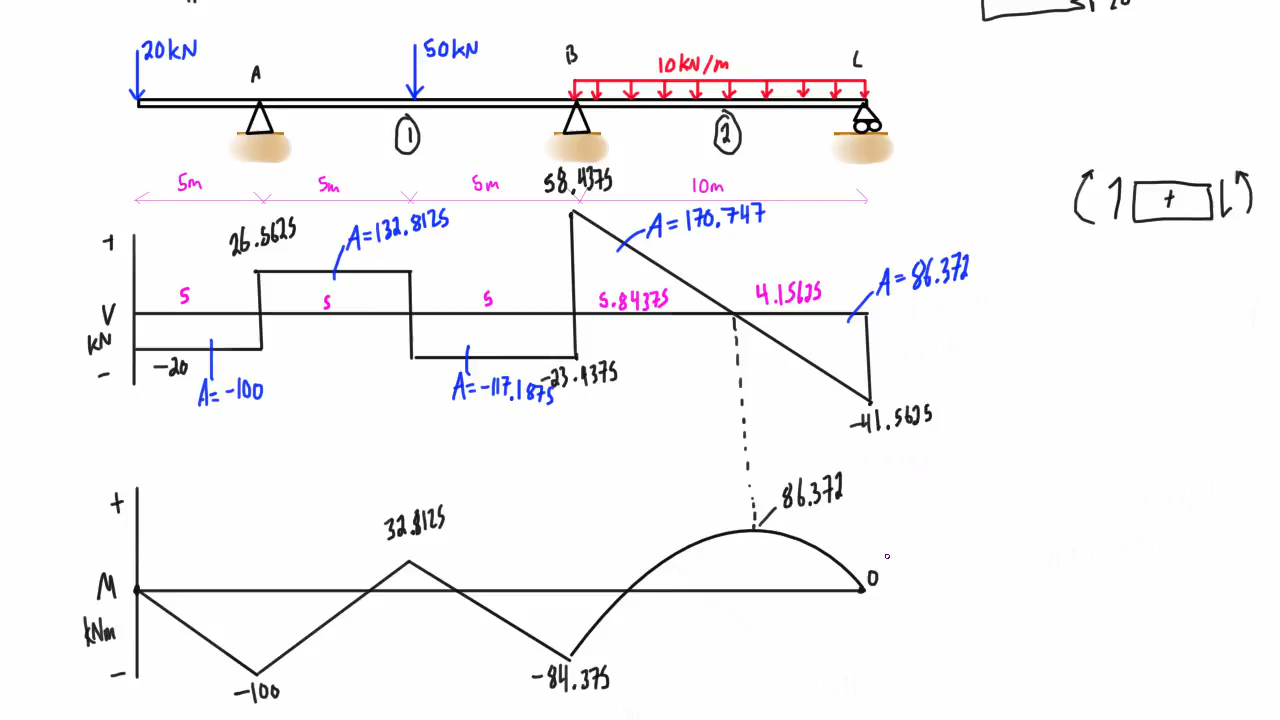 20KN
50KN
A
B
10KN/m
C
1
2
5m
5m
5m
10m
58.4375
26.5625
A=132.8125
A=170.747
+
+
5
5
5
5.84375
4.15625
A=86.372
V
kN
-
-20
A=-100
A=-117.1875
-23.4375
-41.5625
+
86.372
32.8125
M
0
kNm
-
-100
-84.375